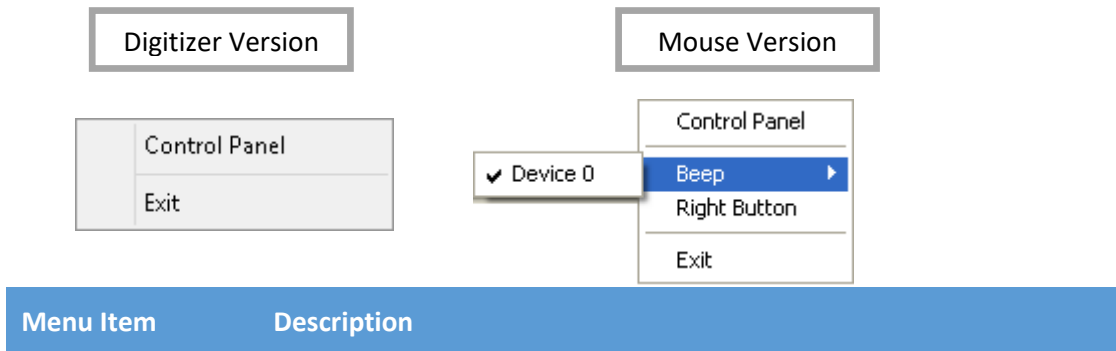 Digitizer Version
Mouse Version
Control Panel
Exit
Control Panel
Device 0
Beep
Right Button
Exit
Menu Item Description